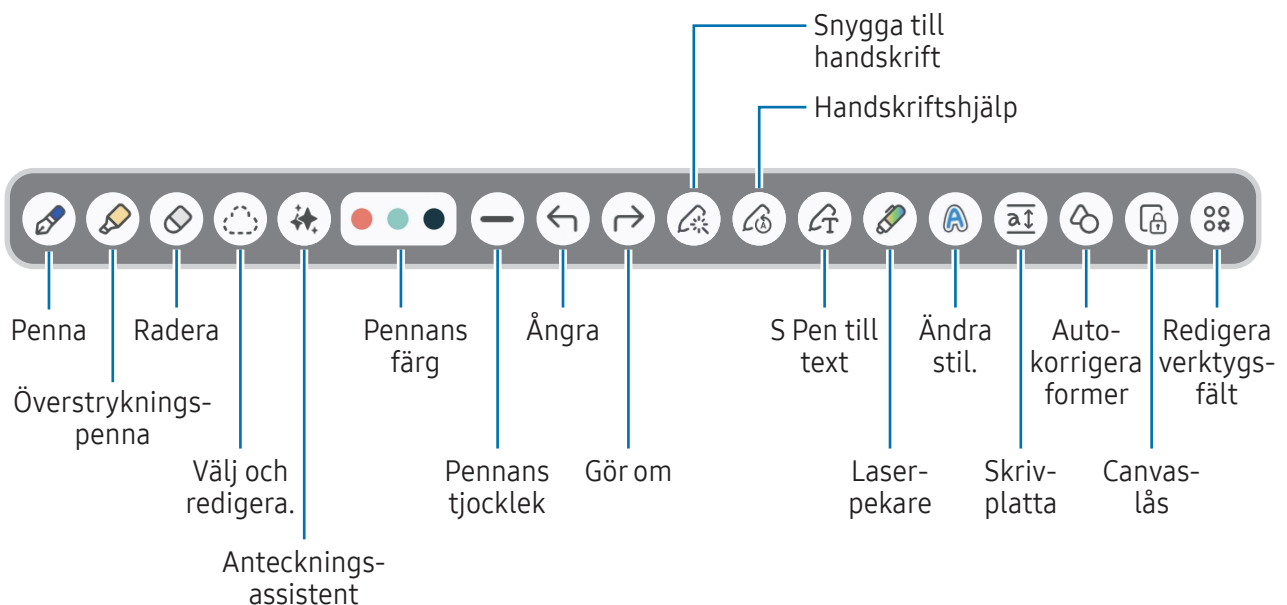 Snygga till
handskrift
Handskriftshjälp
Penna
Radera
Pennans
färg
Ångra
S Pen till
text
Ändra
stil.
Auto-
korrigera
former
Redigera
verktygs-
fält
Överstryknings-
penna
Välj och
redigera.
Pennans
tjocklek
Gör om
Laser-
pekare
Skriv-
platta
Canvas-
lås
Antecknings-
assistent